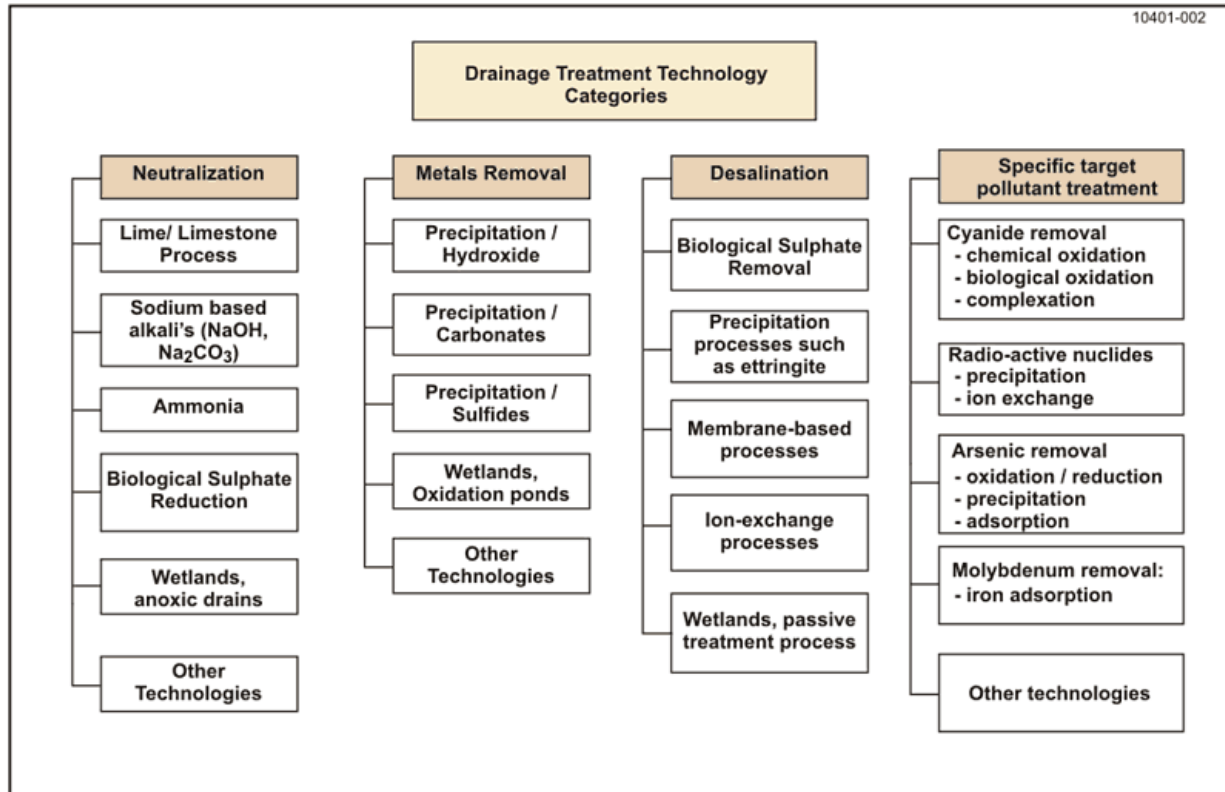 10401-002
Drainage Treatment Technology
Categories
Neutralization
Lime/ Limestone
Process
Sodium based
alkali's (NaOH,
Na₂CO₃)
Ammonia
Biological Sulphate
Reduction
Wetlands,
anoxic drains
Other
Technologies
Metals Removal
Precipitation /
Hydroxide
Precipitation /
Carbonates
Precipitation /
Sulfides
Wetlands,
Oxidation ponds
Other
Technologies
Desalination
Biological Sulphate
Removal
Precipitation
processes such
as ettringite
Membrane-based
processes
Ion-exchange
processes
Wetlands, passive
treatment process
Specific target
pollutant treatment
Cyanide removal
- chemical oxidation
- biological oxidation
- complexation
Radio-active nuclides
- precipitation
- ion exchange
Arsenic removal
- oxidation / reduction
- precipitation
- adsorption
Molybdenum removal:
- iron adsorption
Other technologies